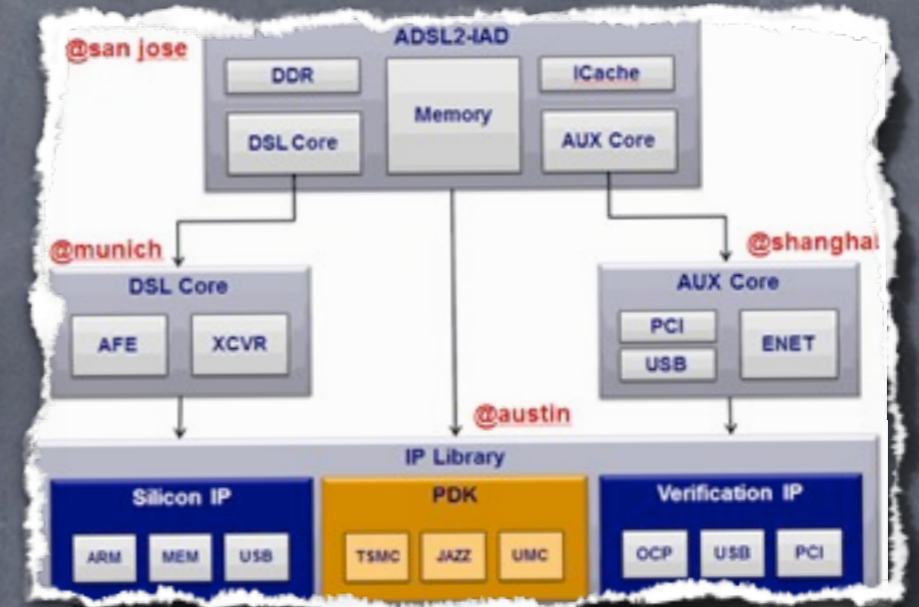 @san jose
ADSL2-IAD
DDR
Memory
ICache
DSL Core
AUX Core
@munich
@shanghai
DSL Core
AUX Core
AFE
XCVR
PCI
USB
ENET
@austin
IP Library
Silicon IP
PDK
Verification IP
ARM
MEM
USB
TSMC
JAZZ
UMC
OCP
USB
PCI